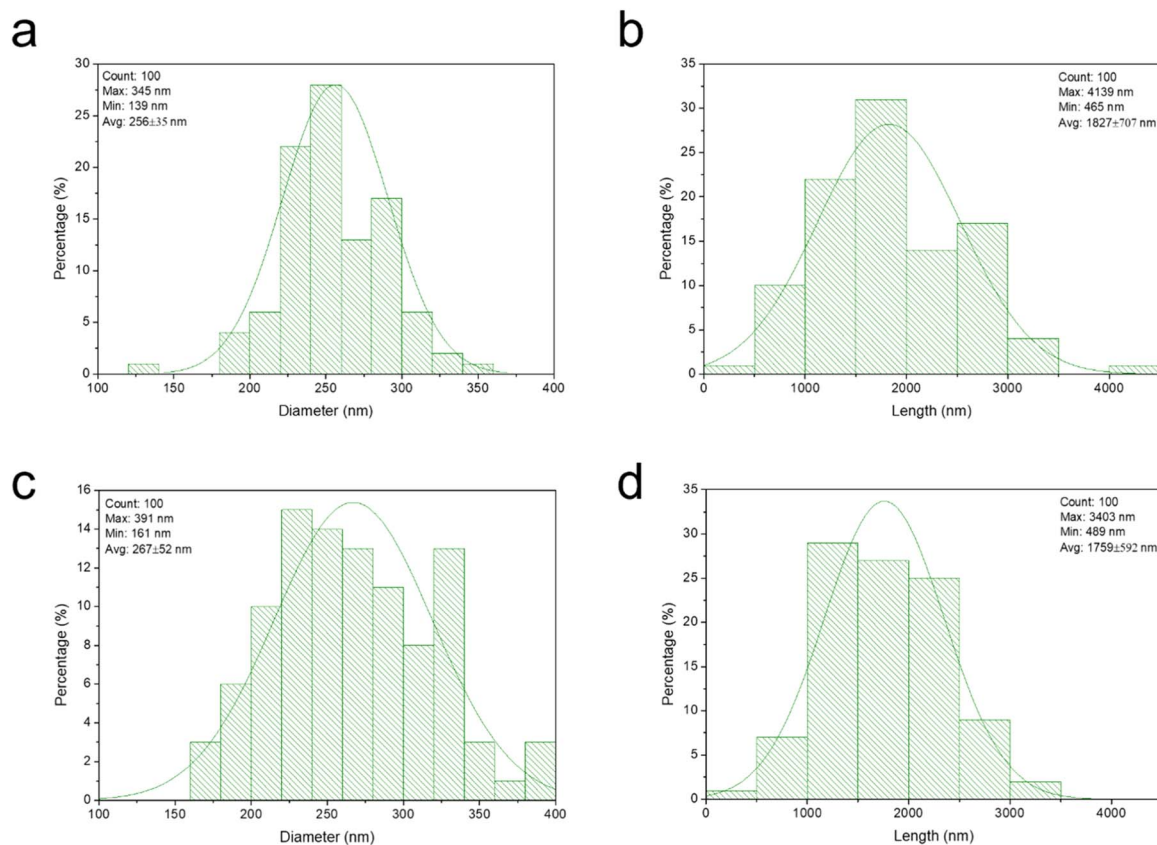 a
30
25
20
15
10
5
0
Percentage (%)
Count: 100
Max: 345 nm
Min: 139 nm
Avg: 256±35 nm
100 150 200 250 300 350 400
Diameter (nm)
b
35
30
25
20
15
10
5
0
Percentage (%)
Count: 100
Max: 4139 nm
Min: 465 nm
Avg: 1827±707 nm
0 1000 2000 3000 4000
Length (nm)
c
16
14
12
10
8
6
4
2
0
Percentage (%)
Count: 100
Max: 391 nm
Min: 161 nm
Avg: 267±52 nm
100 150 200 250 300 350 400
Diameter (nm)
d
35
30
25
20
15
10
5
0
Percentage (%)
Count: 100
Max: 3403 nm
Min: 489 nm
Avg: 1759±592 nm
0 1000 2000 3000 4000
Length (nm)